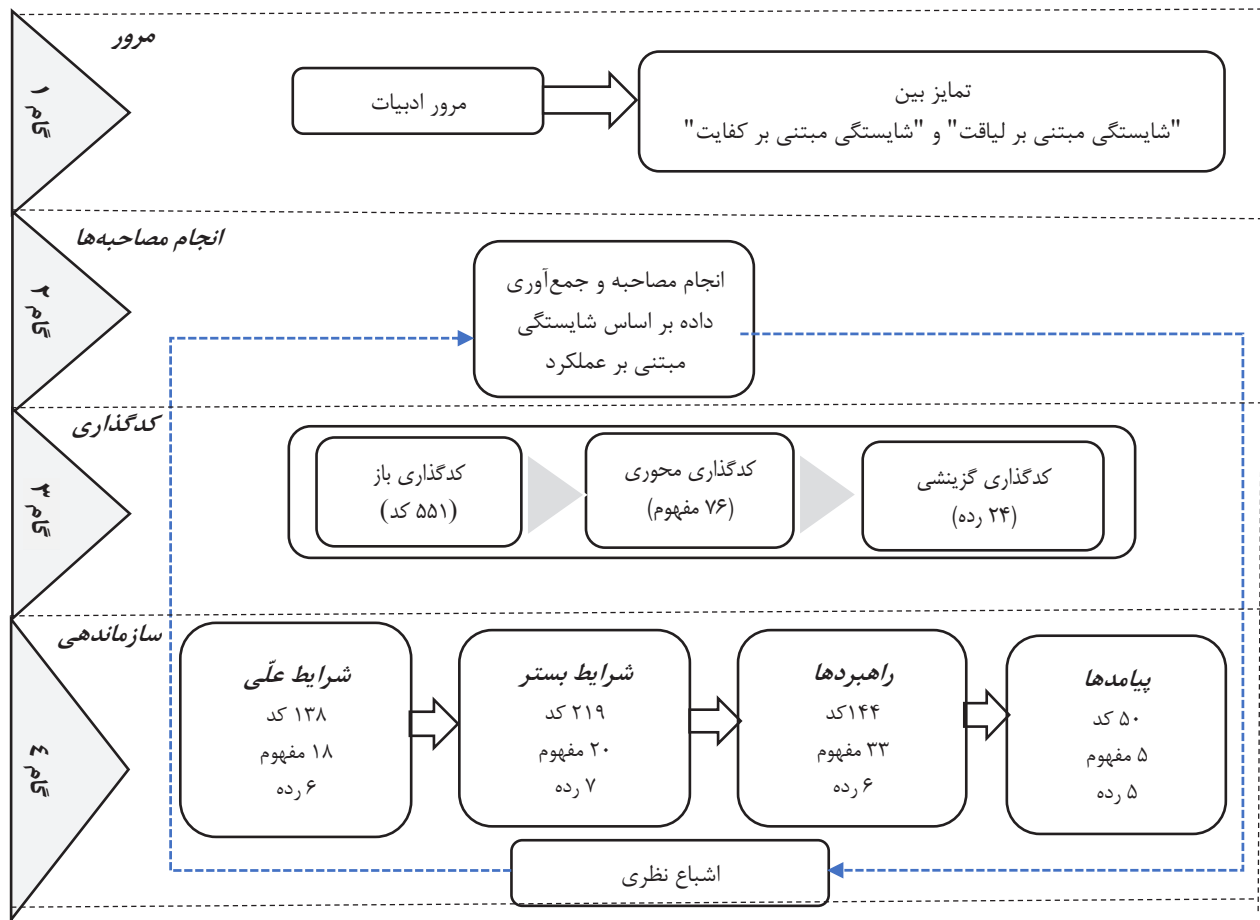 مرور
گام ۱
مرور ادبیات
تمایز بین
"شایستگی مبتنی بر لیاقت" و "شایستگی مبتنی بر کفایت"
انجام مصاحبه‌ها
گام ۲
انجام مصاحبه و جمع‌آوری
داده بر اساس شایستگی
مبتنی بر عملکرد
کدگذاری
گام ۳
کدگذاری باز
(۵۵۱ کد)
کدگذاری محوری
(۷۶ مفهوم)
کدگذاری گزینشی
(۲۴ رده)
سازماندهی
گام ٤
شرایط علّی
۱۳۸ کد
۱۸ مفهوم
۶ رده
شرایط بستر
۲۱۹ کد
۲۰ مفهوم
۷ رده
راهبردها
۱۴۴کد
۳۳ مفهوم
۶ رده
پیامدها
۵۰ کد
۵ مفهوم
۵ رده
اشباع نظری